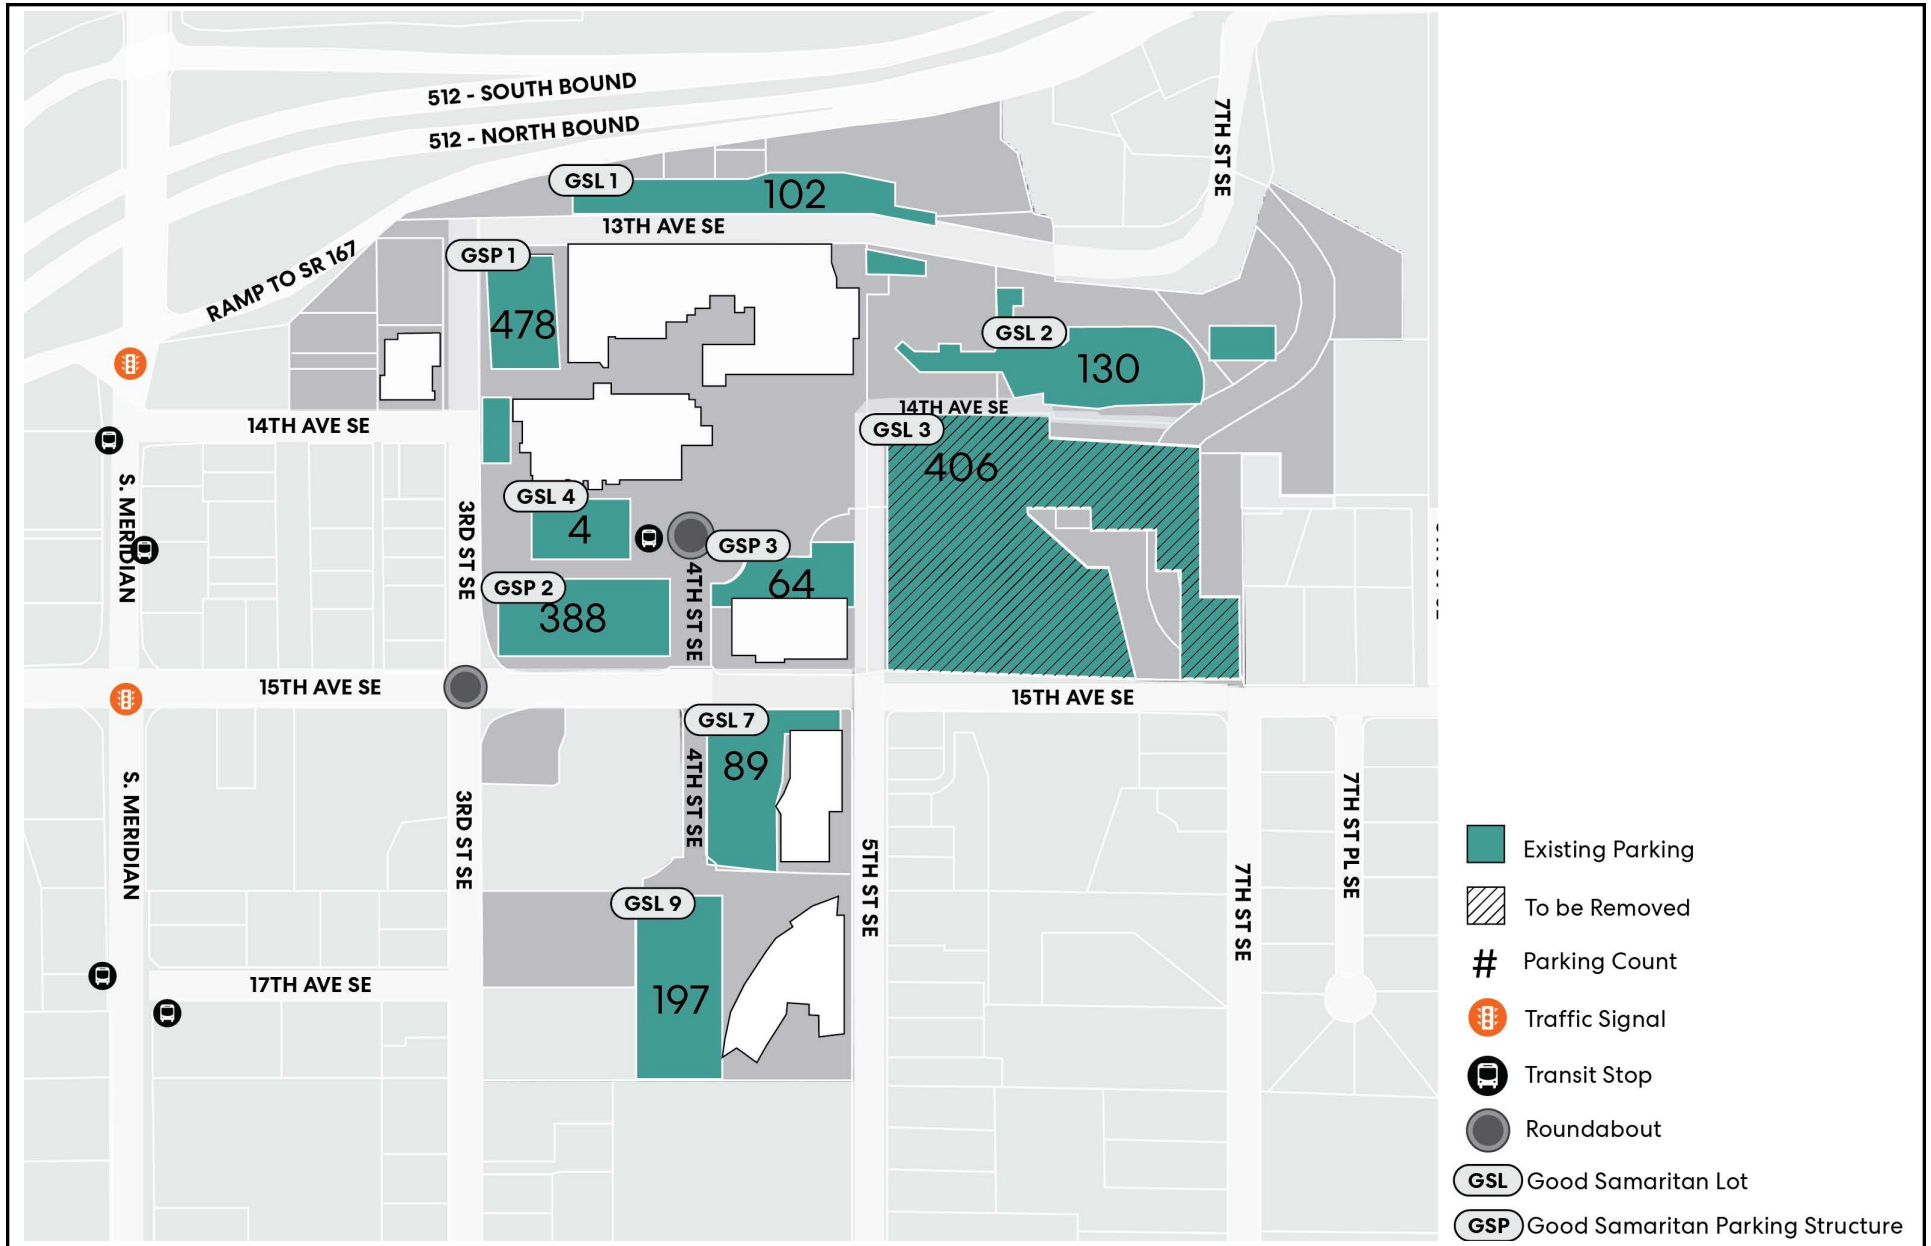 512 - SOUTH BOUND
512 - NORTH BOUND
7TH ST SE
GSL 1
102
13TH AVE SE
RAMP TO SR 167
GSP 1
478
GSL 2
130
14TH AVE SE
14TH AVE SE
GSL 3
406
S. MERIDIAN
3RD ST SE
GSL 4
4
GSP 3
64
GSP 2
388
4TH ST SE
15TH AVE SE
15TH AVE SE
GSL 7
89
4TH ST SE
S. MERIDIAN
3RD ST SE
5TH ST SE
7TH ST SE
7TH ST PL SE
GSL 9
197
17TH AVE SE
Existing Parking
To be Removed
# Parking Count
Traffic Signal
Transit Stop
Roundabout
GSL Good Samaritan Lot
GSP Good Samaritan Parking Structure